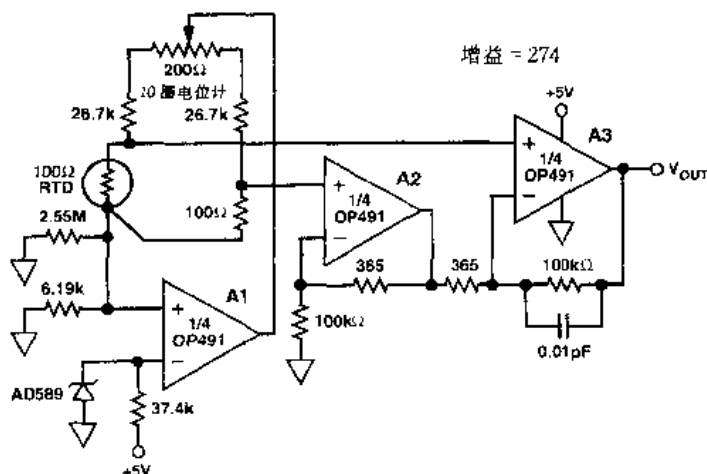 增益 = 274
200Ω
10 圈电位计
26.7k
26.7k
+5V
A3
+
1/4
OP491
−
VOUT
100Ω
RTD
A2
+
1/4
OP491
−
100Ω
2.55M
365
365
100kΩ
0.01pF
100kΩ
6.19k
A1
+
1/4
OP491
−
AD589
37.4k
+5V